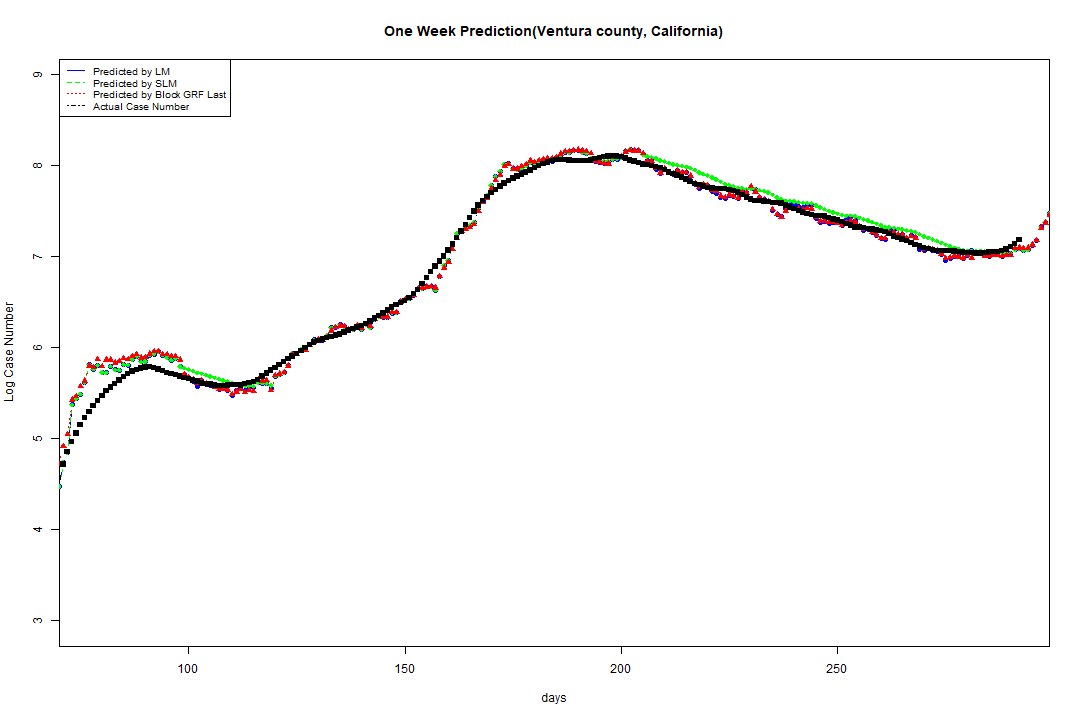 One Week Prediction(Ventura county, California)
Predicted by LM
Predicted by SLM
Predicted by Block GRF Last
Actual Case Number
9
8
7
6
5
4
3
Log Case Number
100
150
200
250
days